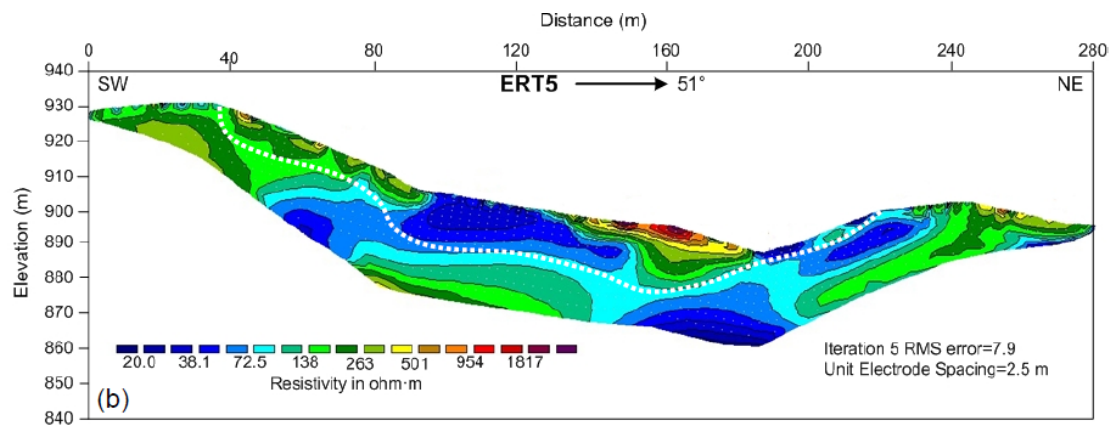 Distance (m)
0 40 80 120 160 200 240 280
SW ERT5 51° NE
940
930
920
910
900
890
880
870
860
850
840
Elevation (m)
20.0 38.1 72.5 138 263 501 954 1817
Resistivity in ohm·m
Iteration 5 RMS error=7.9
Unit Electrode Spacing=2.5 m
(b)